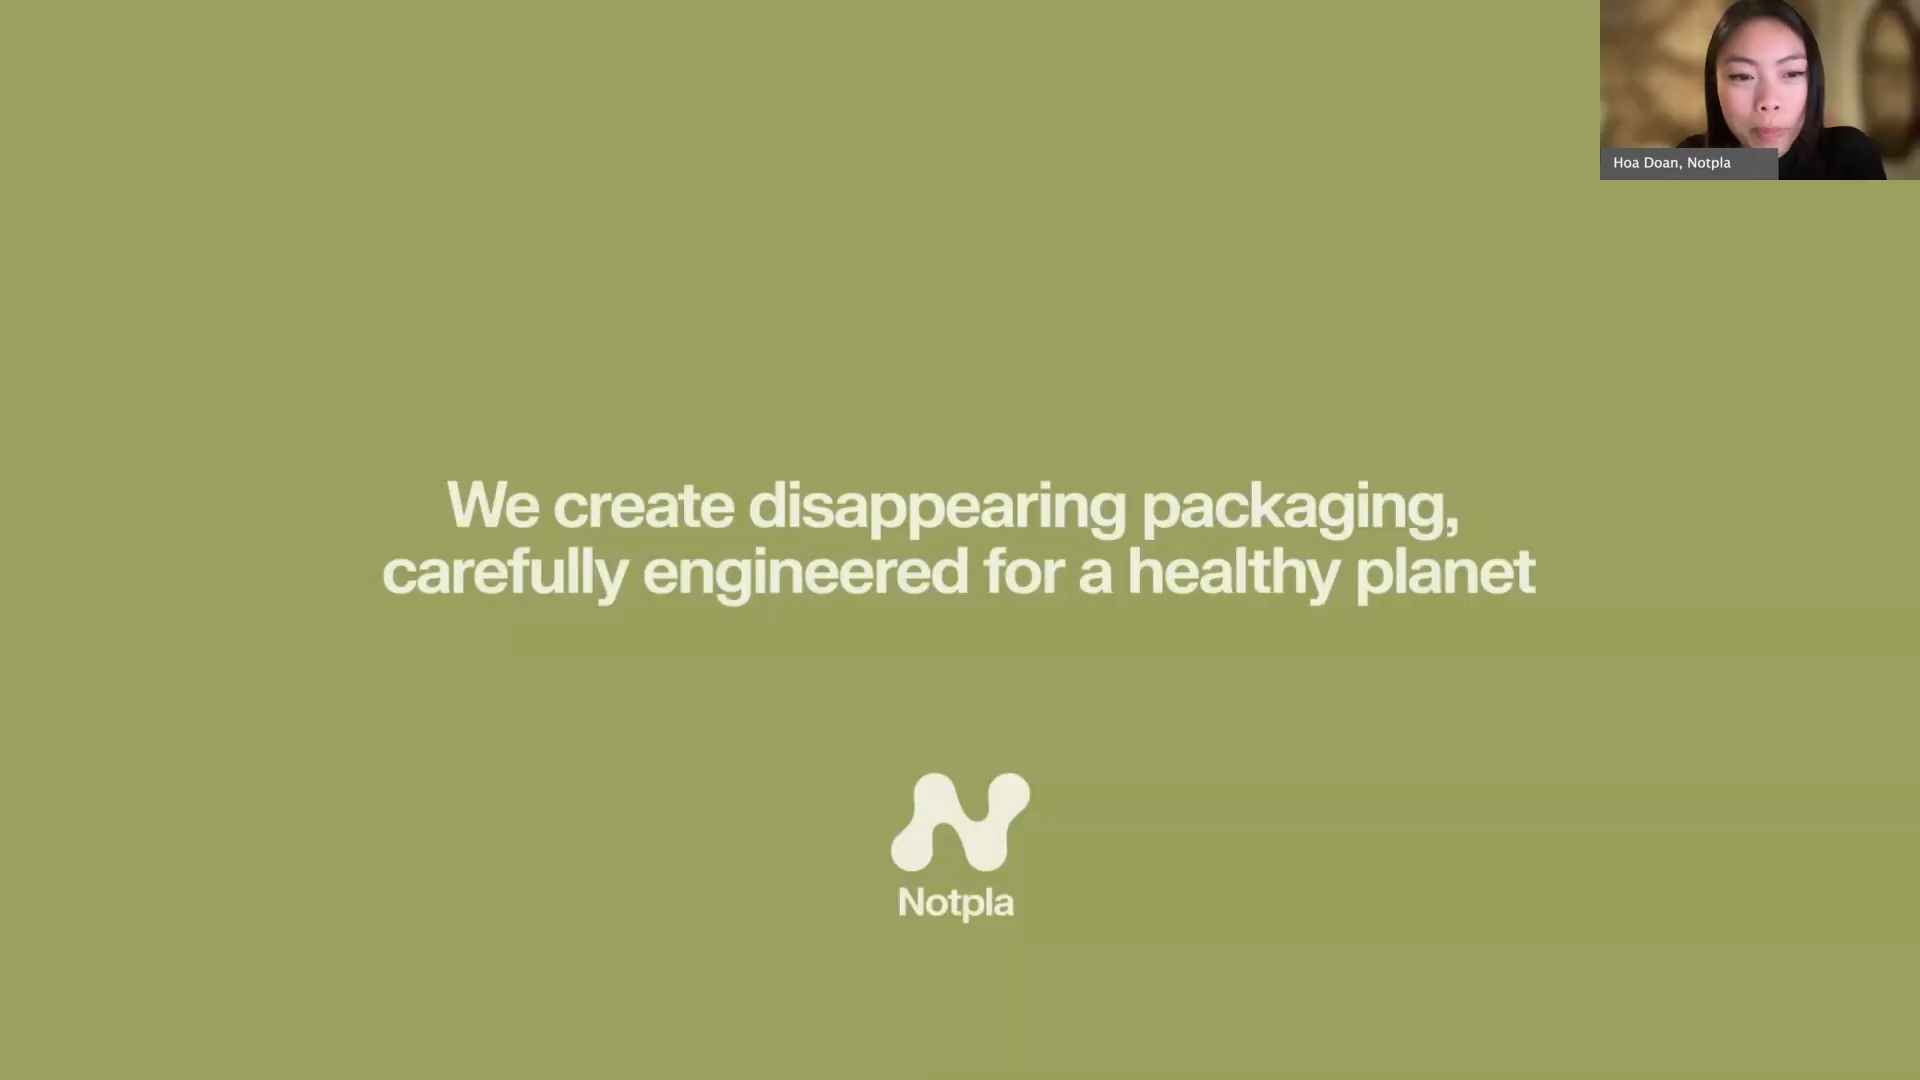 Hoa Doan, Notpla
We create disappearing packaging,
carefully engineered for a healthy planet
Notpla